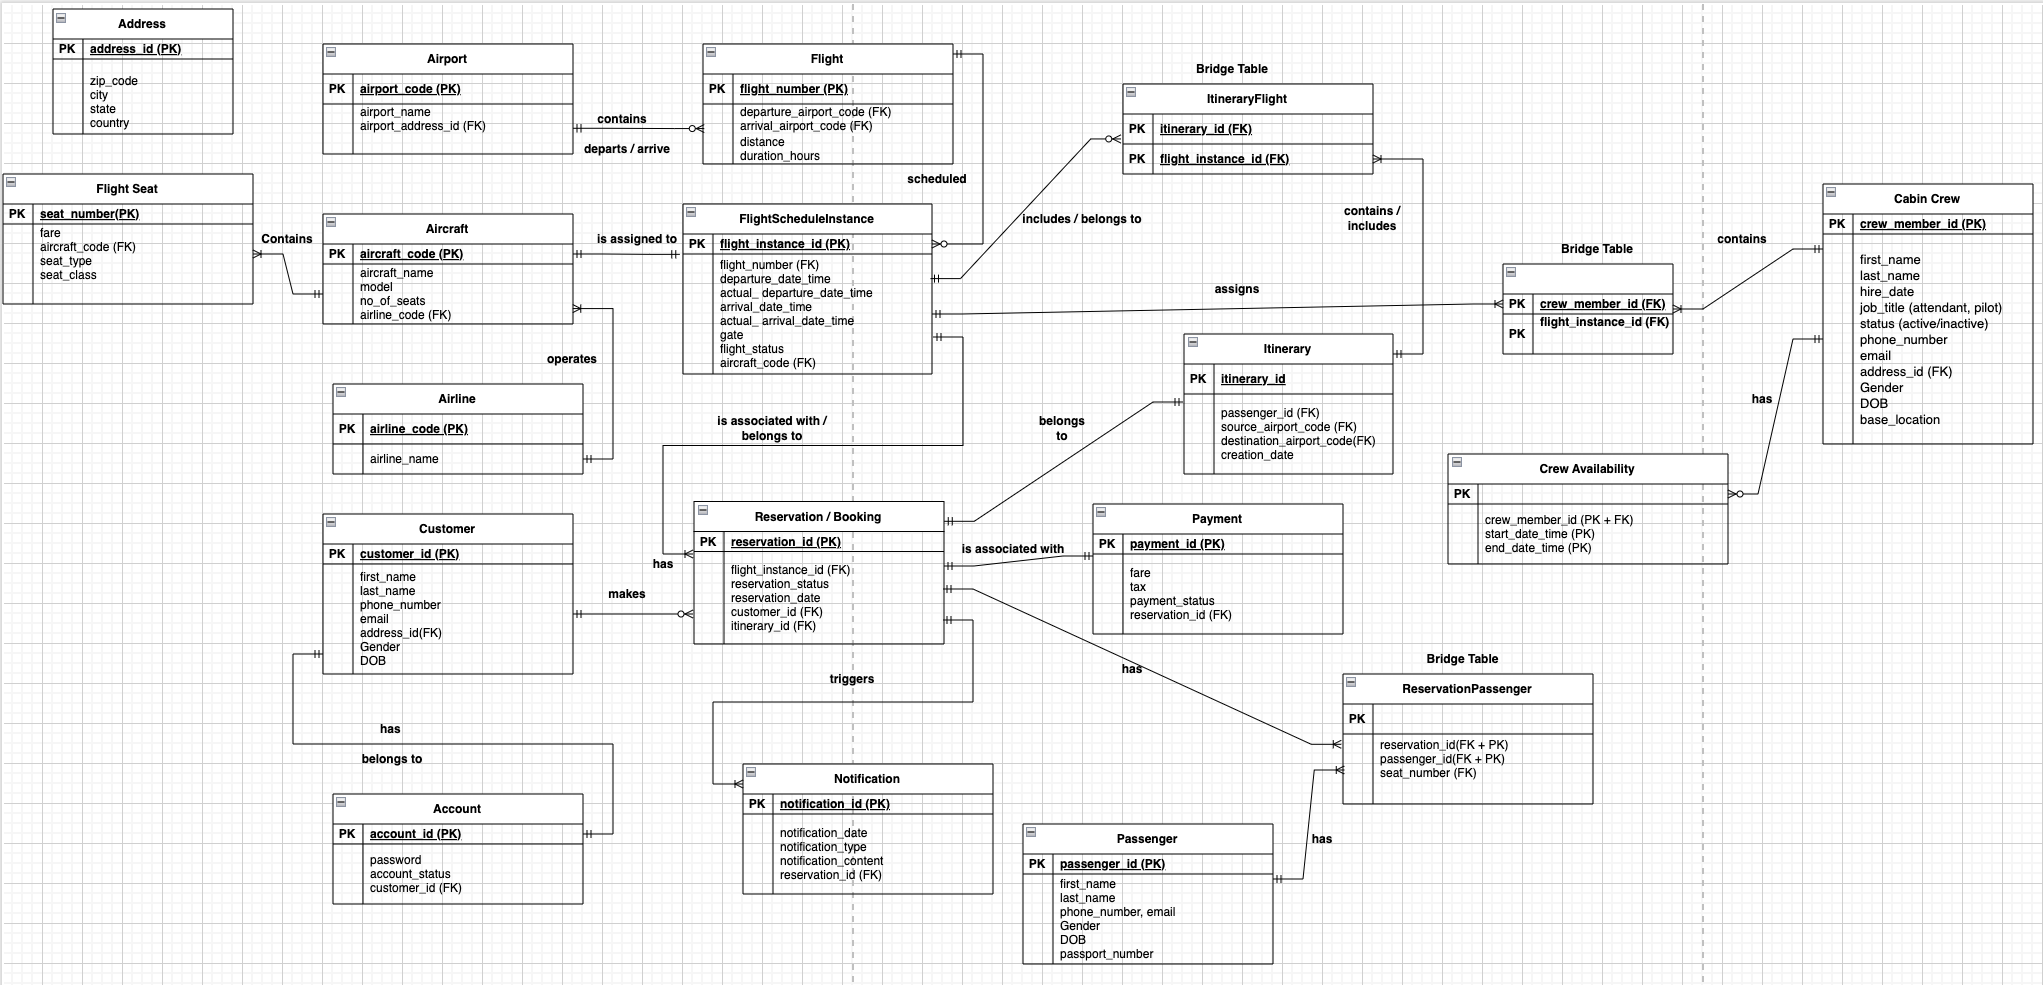 Address
PK address_id (PK)
zip_code
city
state
country
Airport
PK airport_code (PK)
airport_name
airport_address_id (FK)
contains
departs / arrive
Flight
PK flight_number (PK)
departure_airport_code (FK)
arrival_airport_code (FK)
distance
duration_hours
scheduled
Bridge Table
ItineraryFlight
PK itinerary_id (FK)
PK flight_instance_id (FK)
Flight Seat
PK seat_number(PK)
fare
aircraft_code (FK)
seat_type
seat_class
Contains
Aircraft
PK aircraft_code (PK)
aircraft_name
model
no_of_seats
airline_code (FK)
is assigned to
FlightScheduleInstance
PK flight_instance_id (PK)
flight_number (FK)
departure_date_time
actual_ departure_date_time
arrival_date_time
actual_ arrival_date_time
gate
flight_status
aircraft_code (FK)
includes / belongs to
contains /
includes
assigns
Bridge Table
PK crew_member_id (FK)
PK flight_instance_id (FK)
contains
Cabin Crew
PK crew_member_id (PK)
first_name
last_name
hire_date
job_title (attendant, pilot)
status (active/inactive)
phone_number
email
address_id (FK)
Gender
DOB
base_location
has
operates
Airline
PK airline_code (PK)
airline_name
is associated with /
belongs to
belongs
to
Itinerary
PK itinerary_id
passenger_id (FK)
source_airport_code (FK)
destination_airport_code(FK)
creation_date
Crew Availability
PK
crew_member_id (PK + FK)
start_date_time (PK)
end_date_time (PK)
Customer
PK customer_id (PK)
first_name
last_name
phone_number
email
address_id(FK)
Gender
DOB
has
makes
Reservation / Booking
PK reservation_id (PK)
flight_instance_id (FK)
reservation_status
reservation_date
customer_id (FK)
itinerary_id (FK)
is associated with
Payment
PK payment_id (PK)
fare
tax
payment_status
reservation_id (FK)
triggers
has
Bridge Table
ReservationPassenger
PK
reservation_id(FK + PK)
passenger_id(FK + PK)
seat_number (FK)
has
belongs to
Account
PK account_id (PK)
password
account_status
customer_id (FK)
Notification
PK notification_id (PK)
notification_date
notification_type
notification_content
reservation_id (FK)
Passenger
PK passenger_id (PK)
first_name
last_name
phone_number, email
Gender
DOB
passport_number
has